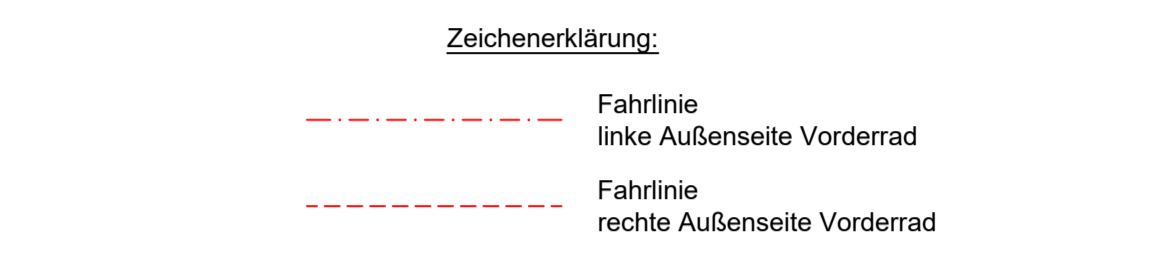 Zeichenerklärung:
Fahrlinie
linke Außenseite Vorderrad
Fahrlinie
rechte Außenseite Vorderrad